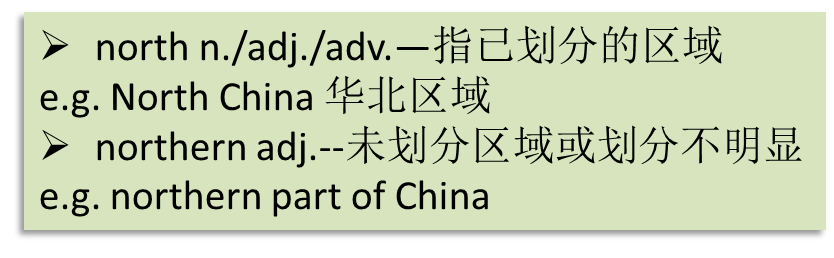 ➢ north n./adj./adv.—指已划分的区域
e.g. North China 华北区域
➢ northern adj.--未划分区域或划分不明显
e.g. northern part of China